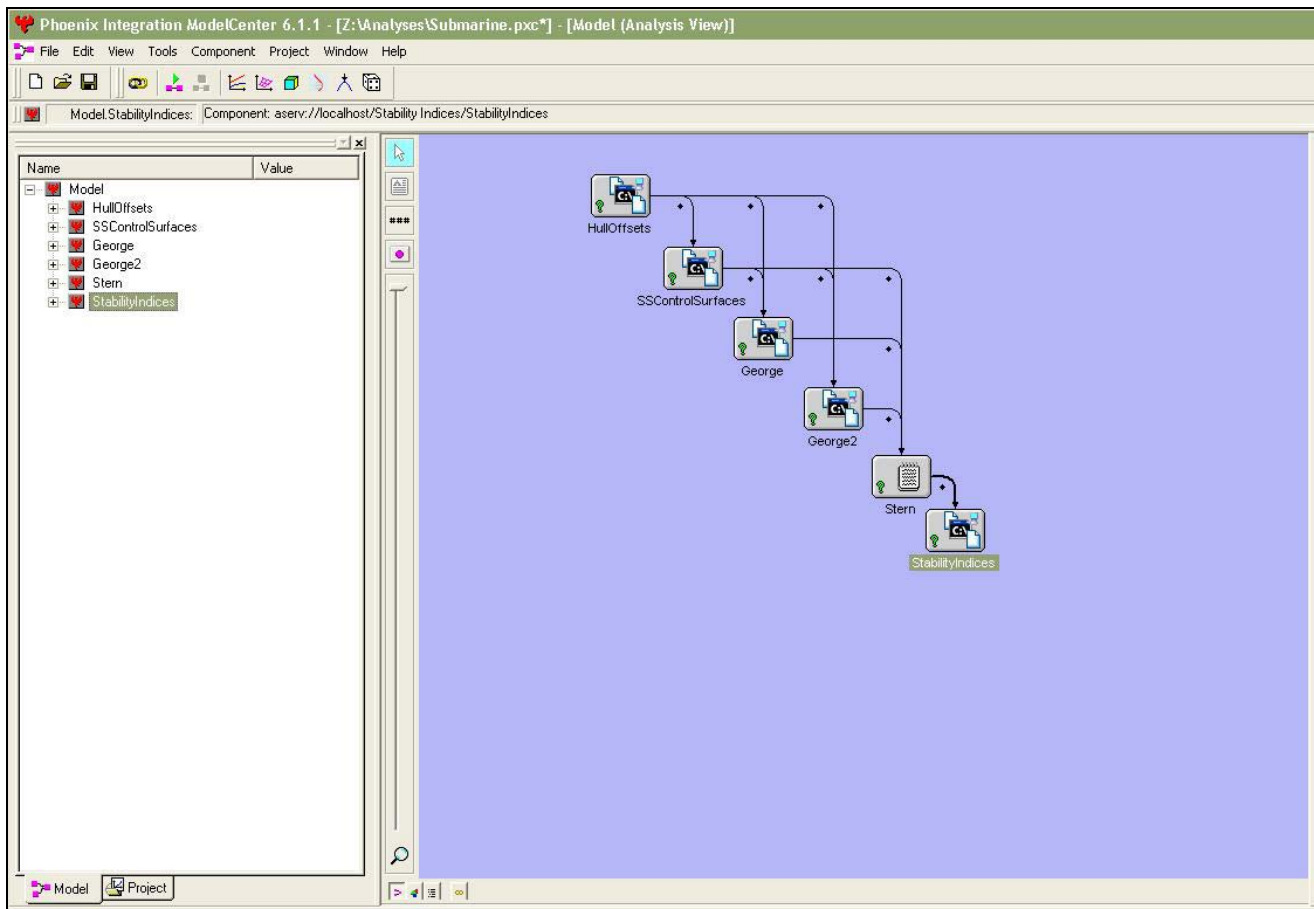 Phoenix Integration ModelCenter 6.1.1 - [Z:\Analyses\Submarine.pxc*] - [Model (Analysis View)]
File Edit View Tools Component Project Window Help
Model.StabilityIndices: Component: aserv://localhost/Stability Indices/StabilityIndices
Name Value
Model
HullOffsets
SSControlSurfaces
George
George2
Stern
StabilityIndices
###
C:\
HullOffsets
C:\
SSControlSurfaces
C:\
George
C:\
George2
Stern
C:\
StabilityIndices
Model Project